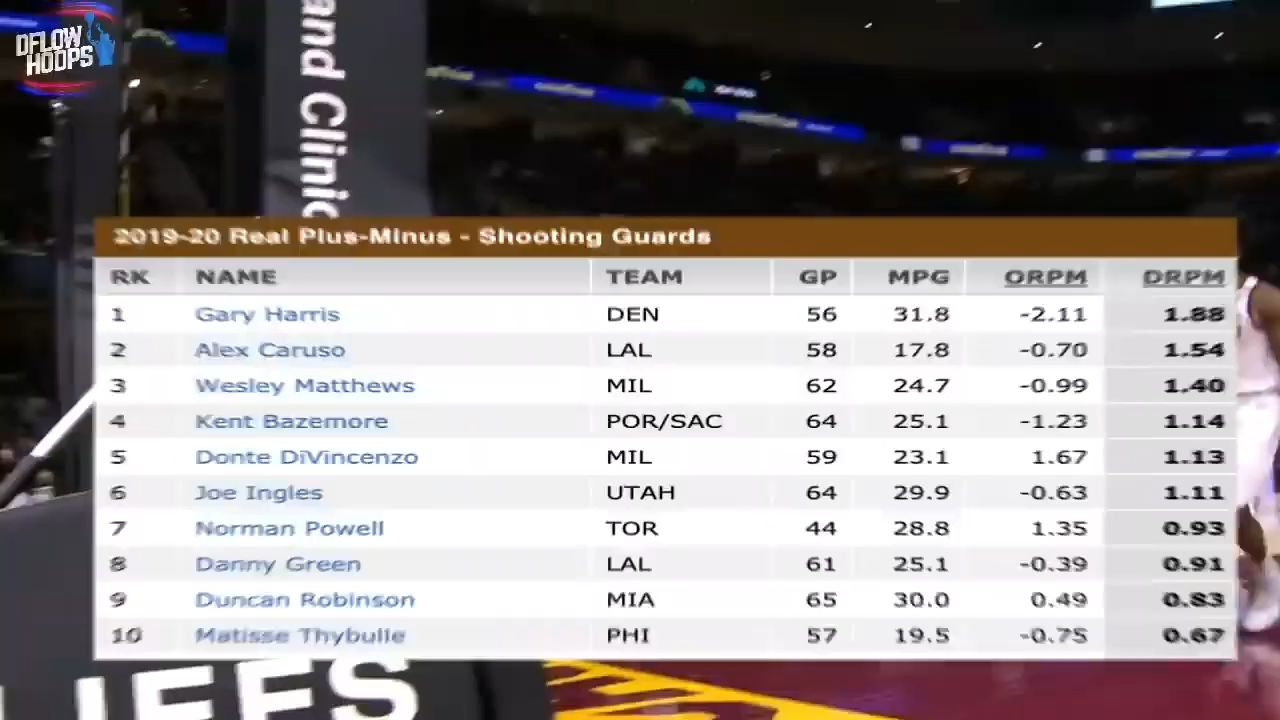 DFLOW
HOOPS
and Clinic
2019-20 Real Plus-Minus - Shooting Guards
RK NAME TEAM GP MPG ORPM DRPM
1 Gary Harris DEN 56 31.8 -2.11 1.88
2 Alex Caruso LAL 58 17.8 -0.70 1.54
3 Wesley Matthews MIL 62 24.7 -0.99 1.40
4 Kent Bazemore POR/SAC 64 25.1 -1.23 1.14
5 Donte DiVincenzo MIL 59 23.1 1.67 1.13
6 Joe Ingles UTAH 64 29.9 -0.63 1.11
7 Norman Powell TOR 44 28.8 1.35 0.93
8 Danny Green LAL 61 25.1 -0.39 0.91
9 Duncan Robinson MIA 65 30.0 0.49 0.83
10 Matisse Thybulle PHI 57 19.5 -0.75 0.67